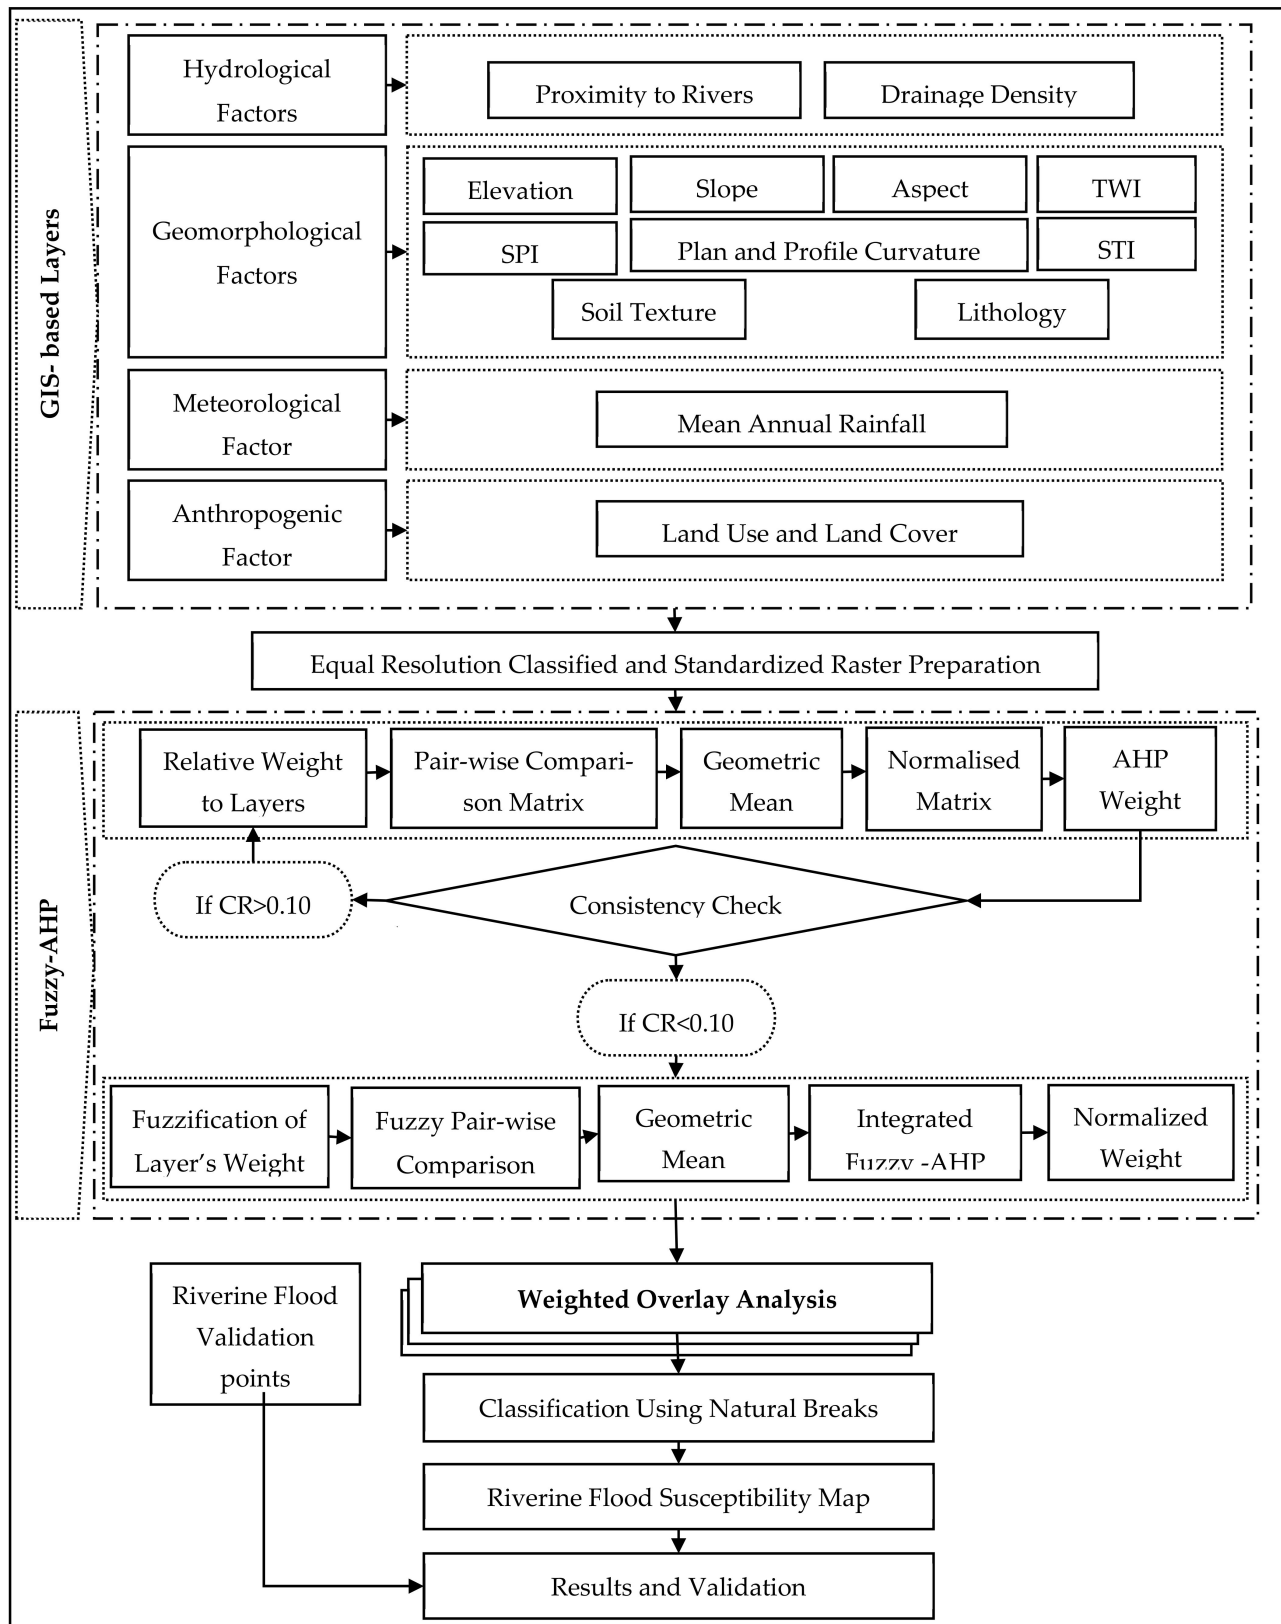 GIS- based Layers
Hydrological
Factors
Proximity to Rivers
Drainage Density
Geomorphological
Factors
Elevation
Slope
Aspect
TWI
SPI
Plan and Profile Curvature
STI
Soil Texture
Lithology
Meteorological
Factor
Mean Annual Rainfall
Anthropogenic
Factor
Land Use and Land Cover
Equal Resolution Classified and Standardized Raster Preparation
Fuzzy-AHP
Relative Weight
to Layers
Pair-wise Compari-
son Matrix
Geometric
Mean
Normalised
Matrix
AHP
Weight
If CR>0.10
Consistency Check
If CR<0.10
Fuzzification of
Layer’s Weight
Fuzzy Pair-wise
Comparison
Geometric
Mean
Integrated
Fuzzy -AHP
Normalized
Weight
Riverine Flood
Validation
points
Weighted Overlay Analysis
Classification Using Natural Breaks
Riverine Flood Susceptibility Map
Results and Validation